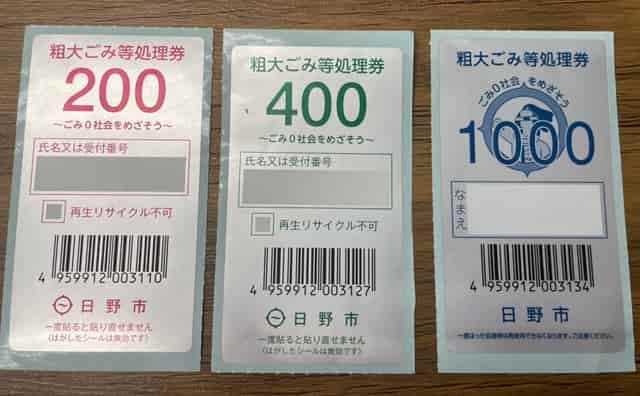 粗大ごみ等処理券
200
～ごみ0社会をめざそう～
氏名又は受付番号
再生リサイクル不可
4 959912 003110
日野市
一度貼ると貼り直せません
（はがしたシールは無効です）
粗大ごみ等処理券
400
～ごみ0社会をめざそう～
氏名又は受付番号
再生リサイクル不可
4 959912 003127
日野市
一度貼ると貼り直せません
（はがしたシールは無効です）
粗大ごみ等処理券
ごみ0社会をめざそう
1000
なまえ
4 959912 003134
日野市